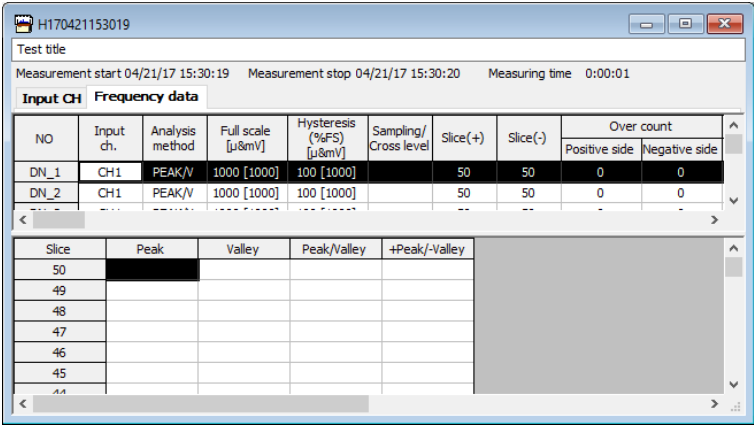 H170421153019
Test title
Measurement start 04/21/17 15:30:19 Measurement stop 04/21/17 15:30:20 Measuring time 0:00:01
Input CH Frequency data
NO Input ch. Analysis method Full scale [μ&mV] Hysteresis (%FS) [μ&mV] Sampling/ Cross level Slice(+) Slice(-) Over count
Positive side Negative side
DN_1 CH1 PEAK/V 1000 [1000] 100 [1000] 50 50 0 0
DN_2 CH1 PEAK/V 1000 [1000] 100 [1000] 50 50 0 0
Slice Peak Valley Peak/Valley +Peak/-Valley
50
49
48
47
46
45
44